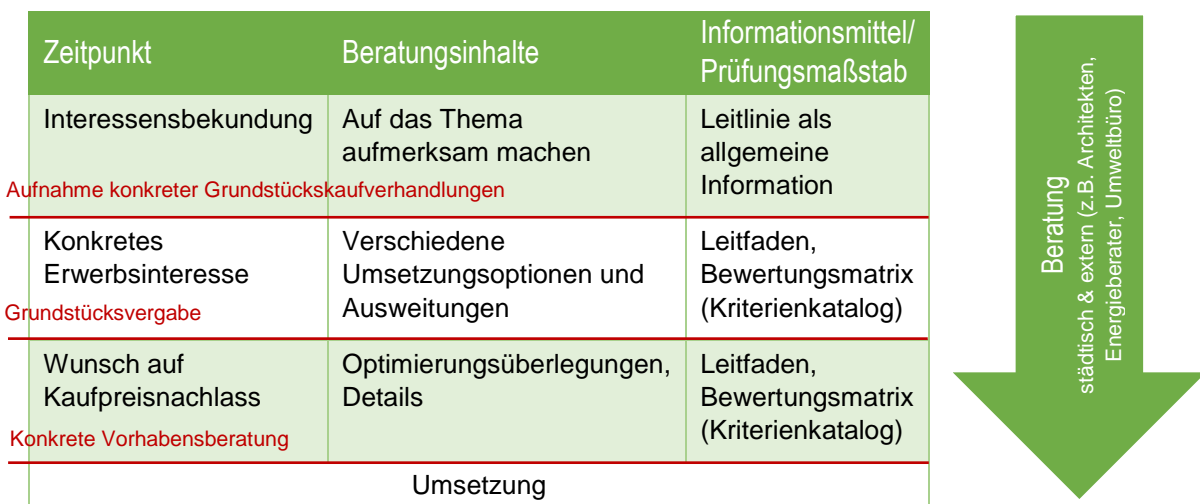 Zeitpunkt
Beratungsinhalte
Informationsmittel/
Prüfungsmaßstab
Interessensbekundung
Auf das Thema
aufmerksam machen
Leitlinie als
allgemeine
Information
Aufnahme konkreter Grundstückskaufverhandlungen
Konkretes
Erwerbsinteresse
Verschiedene
Umsetzungsoptionen und
Ausweitungen
Leitfaden,
Bewertungsmatrix
(Kriterienkatalog)
Grundstücksvergabe
Wunsch auf
Kaufpreisnachlass
Optimierungsüberlegungen,
Details
Leitfaden,
Bewertungsmatrix
(Kriterienkatalog)
Konkrete Vorhabensberatung
Umsetzung
Beratung
städtisch & extern (z.B. Architekten,
Energieberater, Umweltbüro)